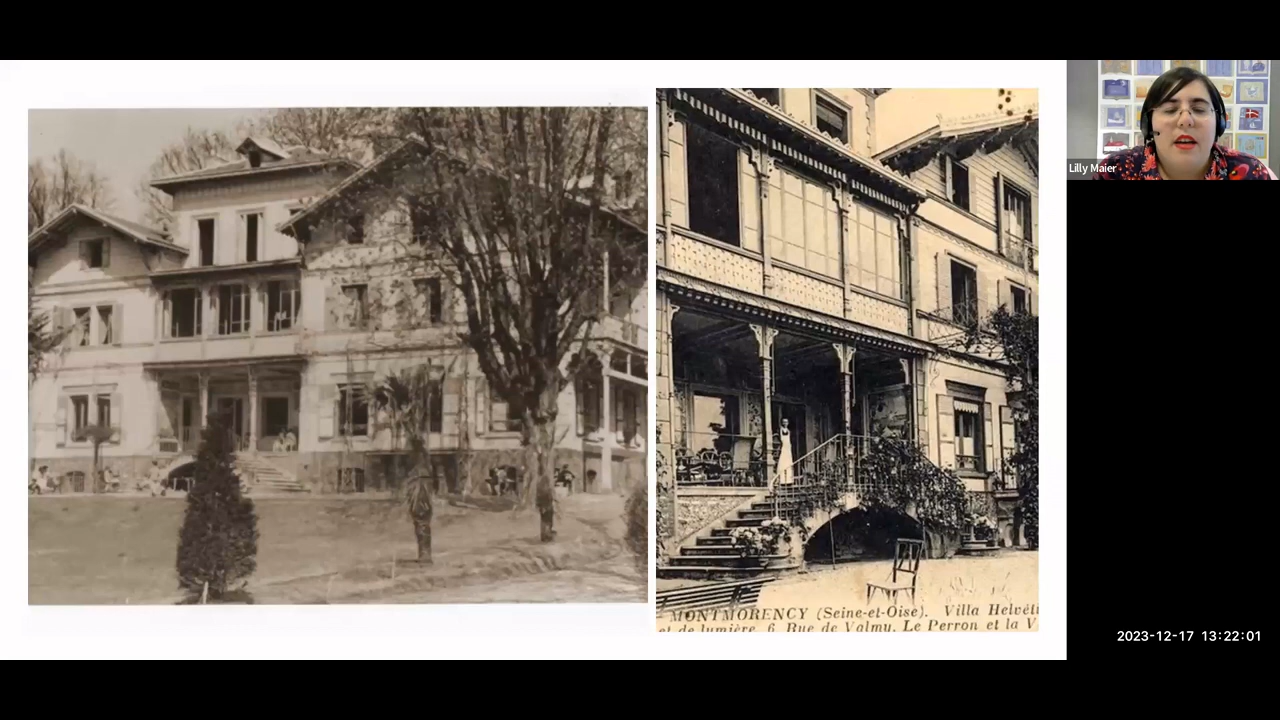 Lilly Maier
MONTMORENCY (Seine-et-Oise). Villa Helvéti
et de lumière, 6, Rue de Valmy. Le Perron et la V
2023-12-17 13:22:01